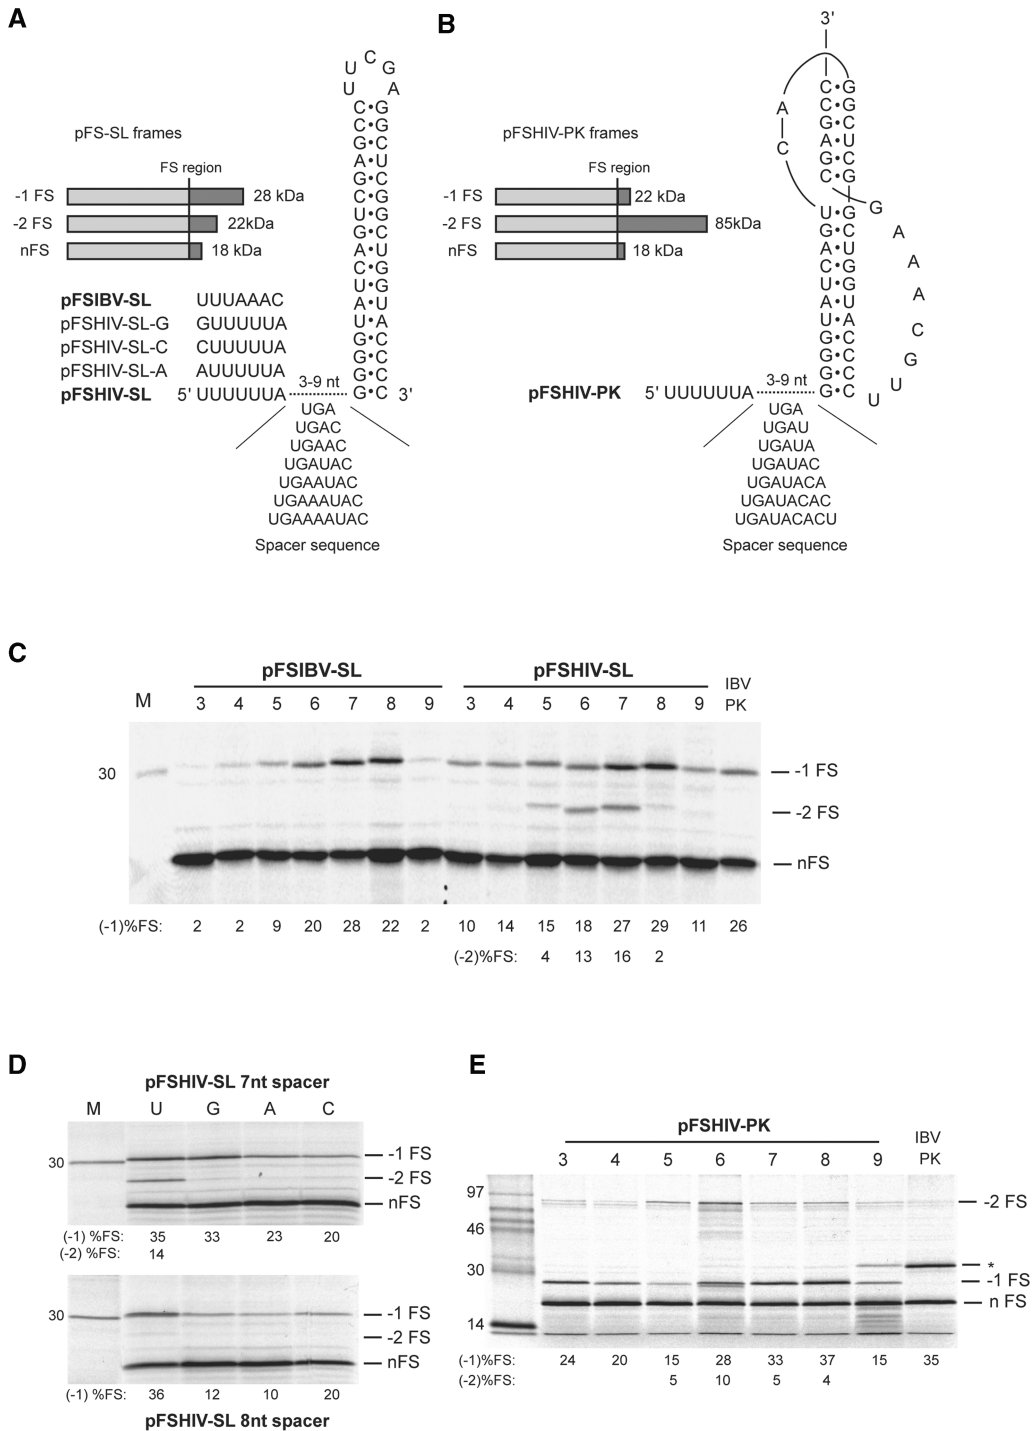 A
pFS-SL frames
FS region
-1 FS 28 kDa
-2 FS 22kDa
nFS 18 kDa
U U C G A
C•G
C•G
G•C
A•U
G•C
C•G
U•G
G•C
A•U
C•G
U•G
A•U
U•A
G•C
G•C
G•C
G•C 3'
pFSIBV-SL UUUAAAC
pFSHIV-SL-G GUUUUUA
pFSHIV-SL-C CUUUUUA
pFSHIV-SL-A AUUUUUA
pFSHIV-SL 5' UUUUUUA
3-9 nt
UGA
UGAC
UGAAC
UGAUAC
UGAAUAC
UGAAAUAC
UGAAAAUAC
Spacer sequence
B
pFSHIV-PK frames
FS region
-1 FS 22 kDa
-2 FS 85kDa
nFS 18 kDa
3'
C•G
C•G
G•C
A•U
G•C
C G
A
C
U•G
G•C
A•U
C•G
U•G
A•U
U•A
G•C
G•C
G•C
G•C
G
A
A
A
C
G
U
U
pFSHIV-PK 5' UUUUUUA
3-9 nt
UGA
UGAU
UGAUA
UGAUAC
UGAUACA
UGAUACAC
UGAUACACU
Spacer sequence
C
pFSIBV-SL pFSHIV-SL IBV PK
M 3 4 5 6 7 8 9 3 4 5 6 7 8 9
30
-1 FS
-2 FS
nFS
(-1)%FS: 2 2 9 20 28 22 2 10 14 15 18 27 29 11 26
(-2)%FS: 4 13 16 2
D
pFSHIV-SL 7nt spacer
M U G A C
30
-1 FS
-2 FS
nFS
(-1) %FS: 35 33 23 20
(-2) %FS: 14
30
-1 FS
-2 FS
nFS
(-1) %FS: 36 12 10 20
pFSHIV-SL 8nt spacer
E
pFSHIV-PK IBV PK
3 4 5 6 7 8 9
97
46
30
14
-2 FS
*
-1 FS
n FS
(-1)%FS: 24 20 15 28 33 37 15 35
(-2)%FS: 5 10 5 4